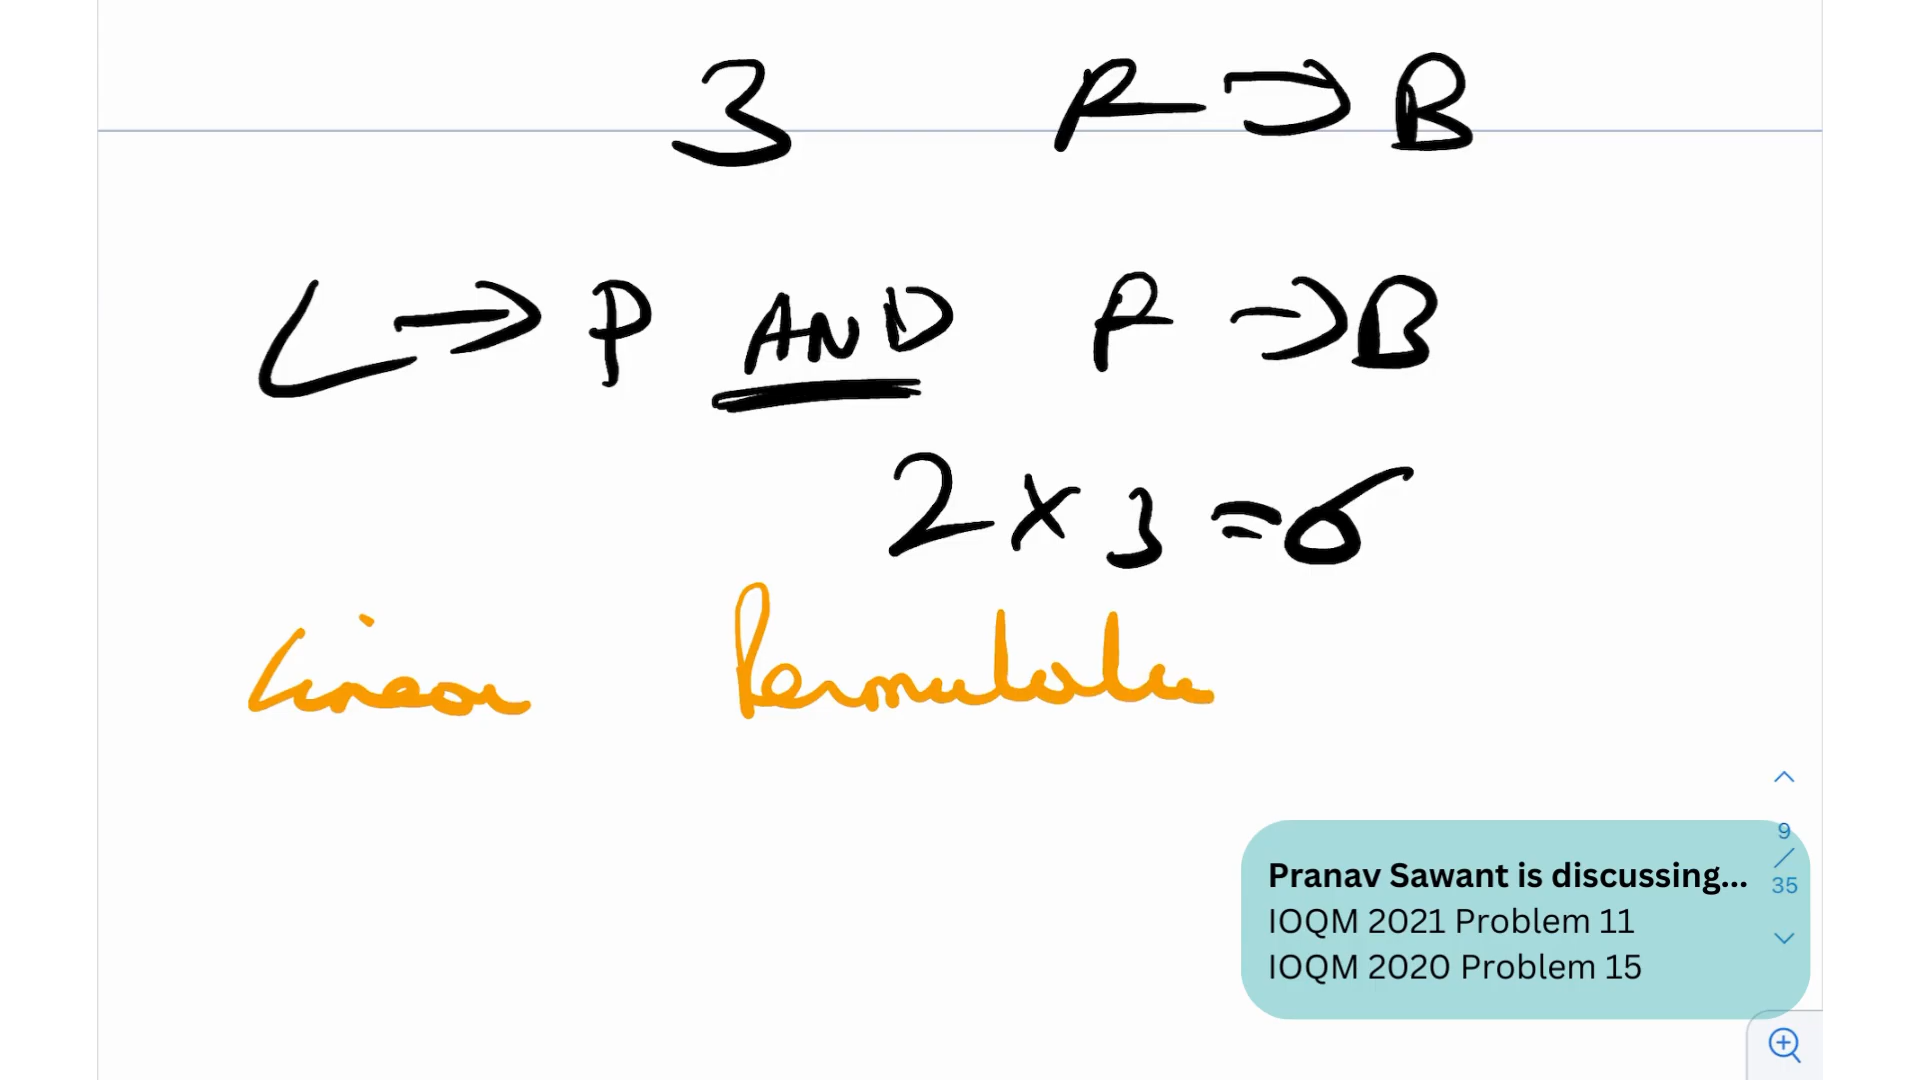 3 R → B
L → P AND R → B
2 x 3 = 6
Linear Permutation
9
/
35
Pranav Sawant is discussing...
IOQM 2021 Problem 11
IOQM 2020 Problem 15